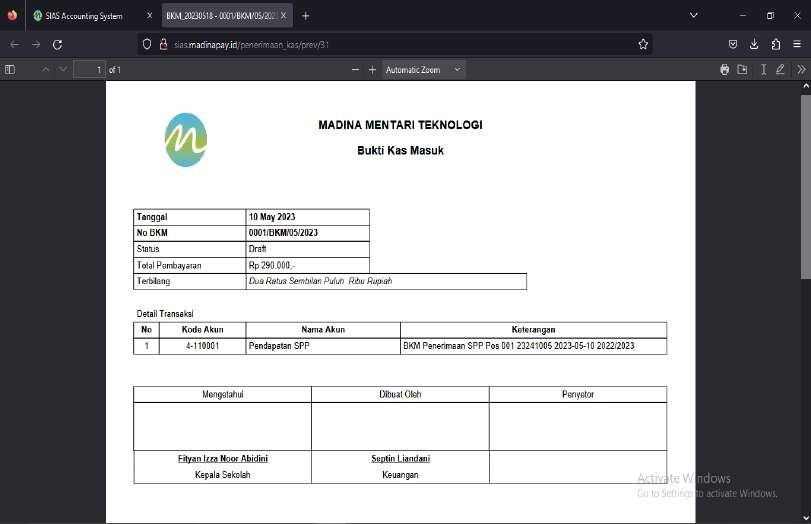 SIAS Accounting System
BKM_20230518 - 0001/BKM/05/202
sias.madinapay.id/penerimaan_kas/prev/31
1 of 1
Automatic Zoom
MADINA MENTARI TEKNOLOGI
Bukti Kas Masuk
Tanggal 10 May 2023
No BKM 0001/BKM/05/2023
Status Draft
Total Pembayaran Rp.290.000,-
Terbilang Dua Ratus Sembilan Puluh Ribu Rupiah
Detail Transaksi
No Kode Akun Nama Akun Keterangan
1 4-110001 Pendapatan SPP BKM Penerimaan SPP Pos 001 23241005 2023-05-10 2022/2023
Mengetahui Dibuat Oleh Penyetor
Fityan Izza Noor Abidini Septin Liandani
Kepala Sekolah Keuangan
Activate Windows
Go to Settings to activate Windows.